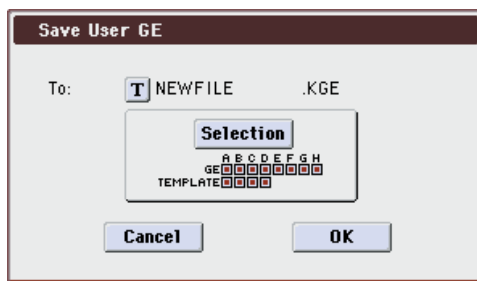 Save User GE
To: T NEWFILE .KGE
Selection
A B C D E F G H
GE
TEMPLATE
Cancel OK